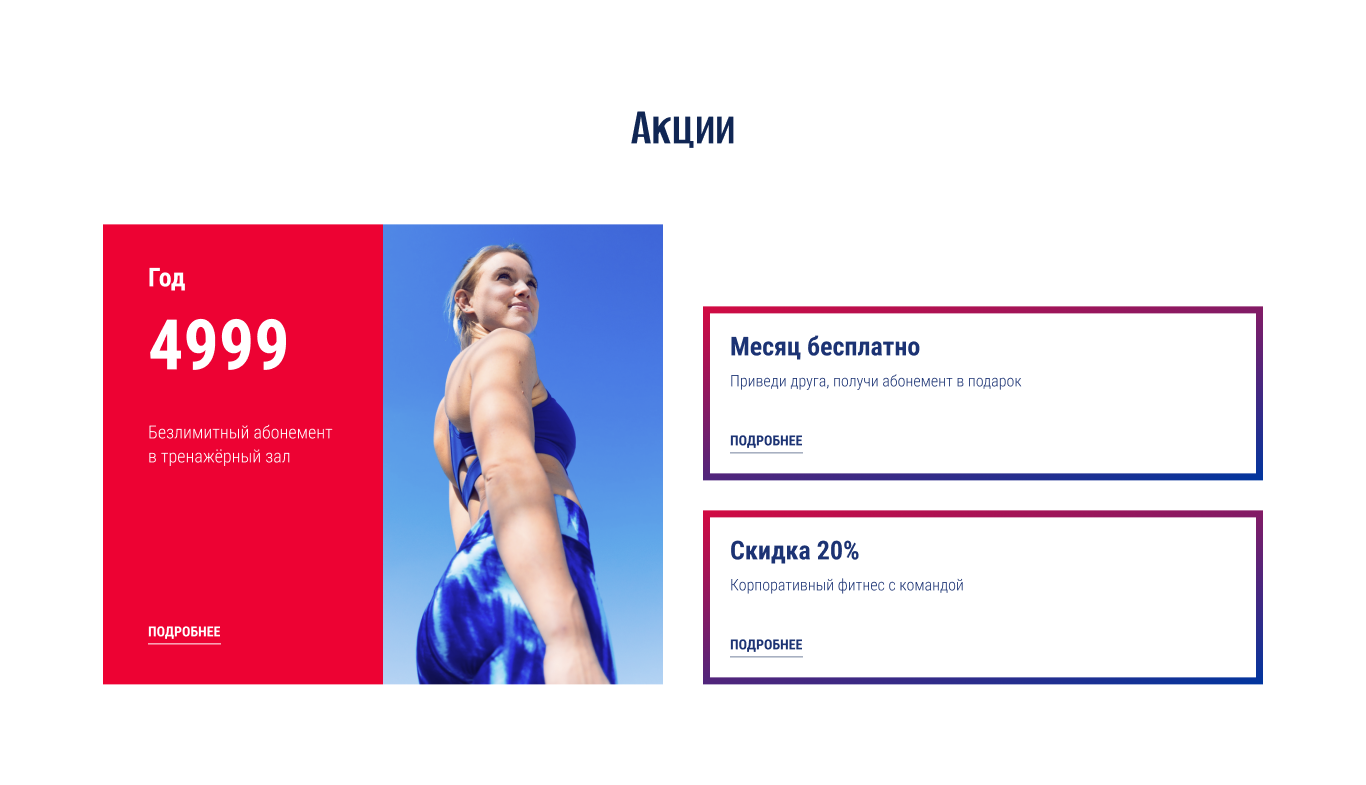 Акции
Год
4999
Безлимитный абонемент
в тренажёрный зал
ПОДРОБНЕЕ
Месяц бесплатно
Приведи друга, получи абонемент в подарок
ПОДРОБНЕЕ
Скидка 20%
Корпоративный фитнес с командой
ПОДРОБНЕЕ